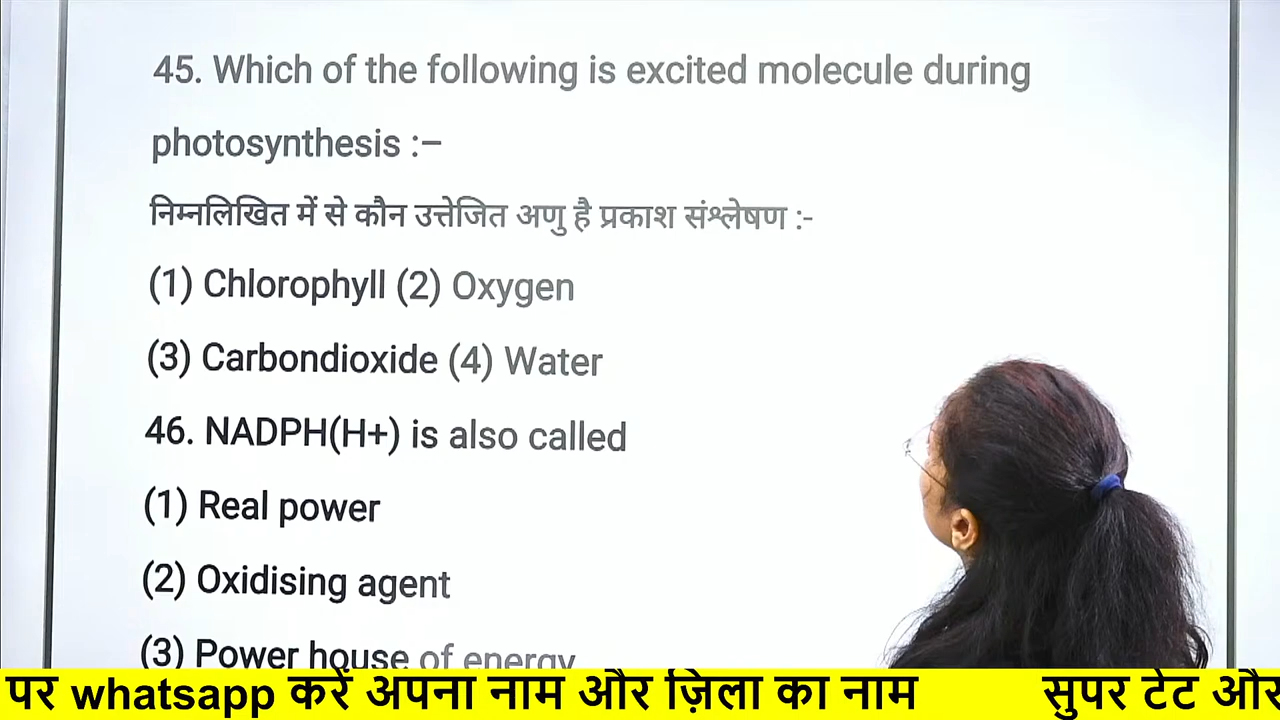 45. Which of the following is excited molecule during
photosynthesis :–
निम्नलिखित में से कौन उत्तेजित अणु है प्रकाश संश्लेषण :-
(1) Chlorophyll (2) Oxygen
(3) Carbondioxide (4) Water
46. NADPH(H+) is also called
(1) Real power
(2) Oxidising agent
(3) Power house of energy
पर whatsapp करें अपना नाम और ज़िला का नाम सुपर टेट और